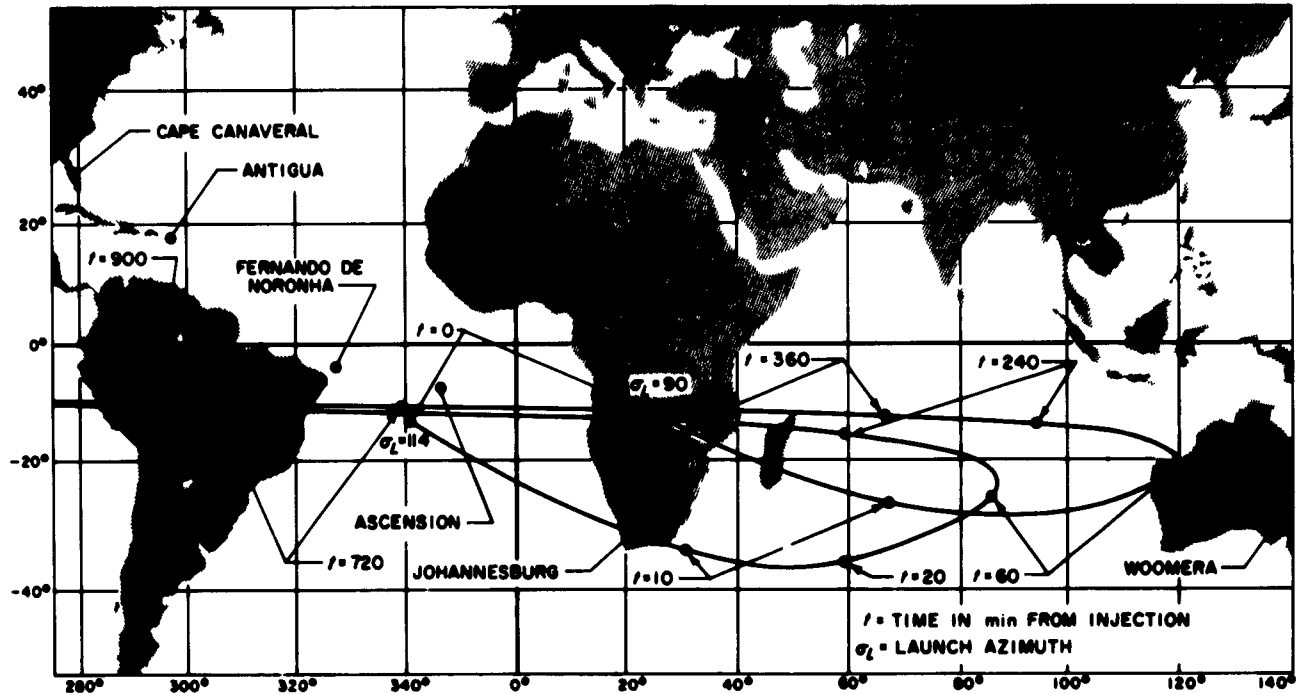 40°
CAPE CANAVERAL
ANTIGUA
20°
t=900
FERNANDO DE
NORONHA
t=0
0°
t=360
t=240
σL=90
σL=114
-20°
ASCENSION
t=720
JOHANNESBURG
t=10
t=20
t=60
WOOMERA
-40°
t= TIME IN min FROM INJECTION
σL= LAUNCH AZIMUTH
280° 300° 320° 340° 0° 20° 40° 60° 80° 100° 120° 140°